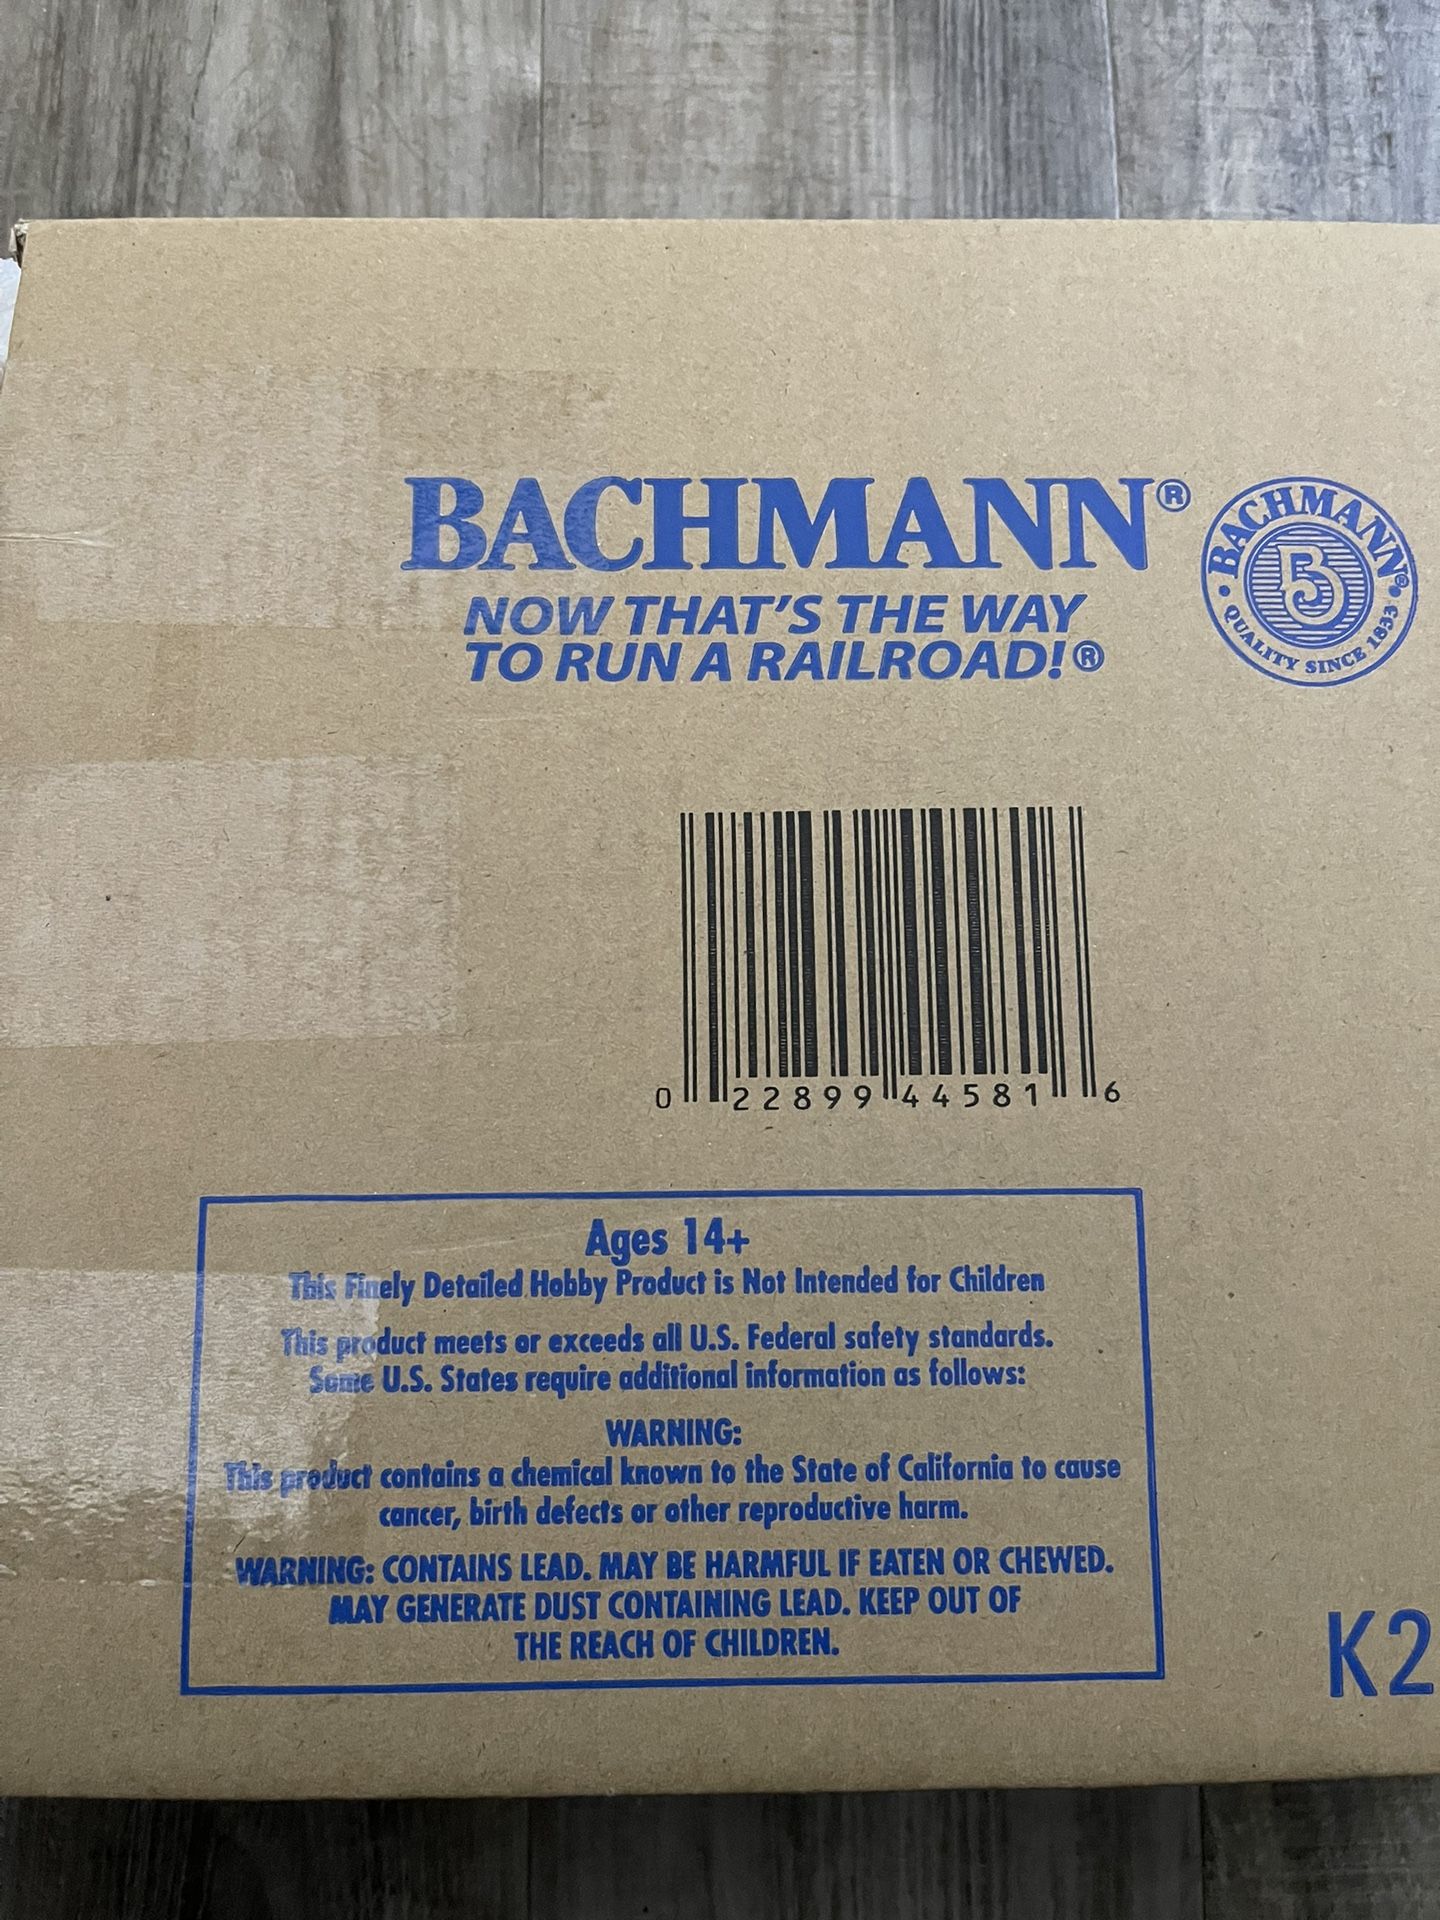 BACHMANN®
NOW THAT'S THE WAY
TO RUN A RAILROAD!®
BACHMANN®
B
QUALITY SINCE 1833
0 22899 44581 6
Ages 14+
This Finely Detailed Hobby Product is Not Intended for Children
This product meets or exceeds all U.S. Federal safety standards.
Some U.S. States require additional information as follows:
WARNING:
This product contains a chemical known to the State of California to cause
cancer, birth defects or other reproductive harm.
WARNING: CONTAINS LEAD. MAY BE HARMFUL IF EATEN OR CHEWED.
MAY GENERATE DUST CONTAINING LEAD. KEEP OUT OF
THE REACH OF CHILDREN.
K2